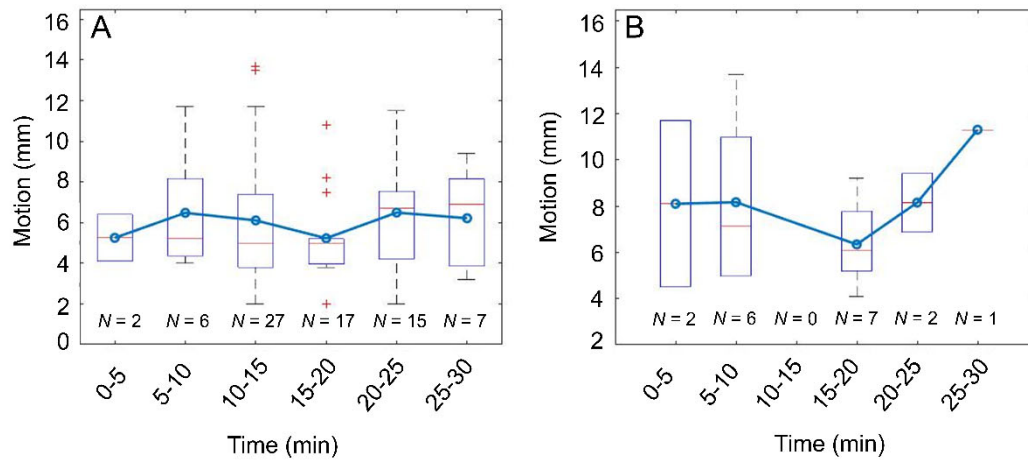 A
Motion (mm)
16
14
12
10
8
6
4
2
0
N = 2 N = 6 N = 27 N = 17 N = 15 N = 7
0-5 5-10 10-15 15-20 20-25 25-30
Time (min)
B
Motion (mm)
16
14
12
10
8
6
4
2
N = 2 N = 6 N = 0 N = 7 N = 2 N = 1
0-5 5-10 10-15 15-20 20-25 25-30
Time (min)